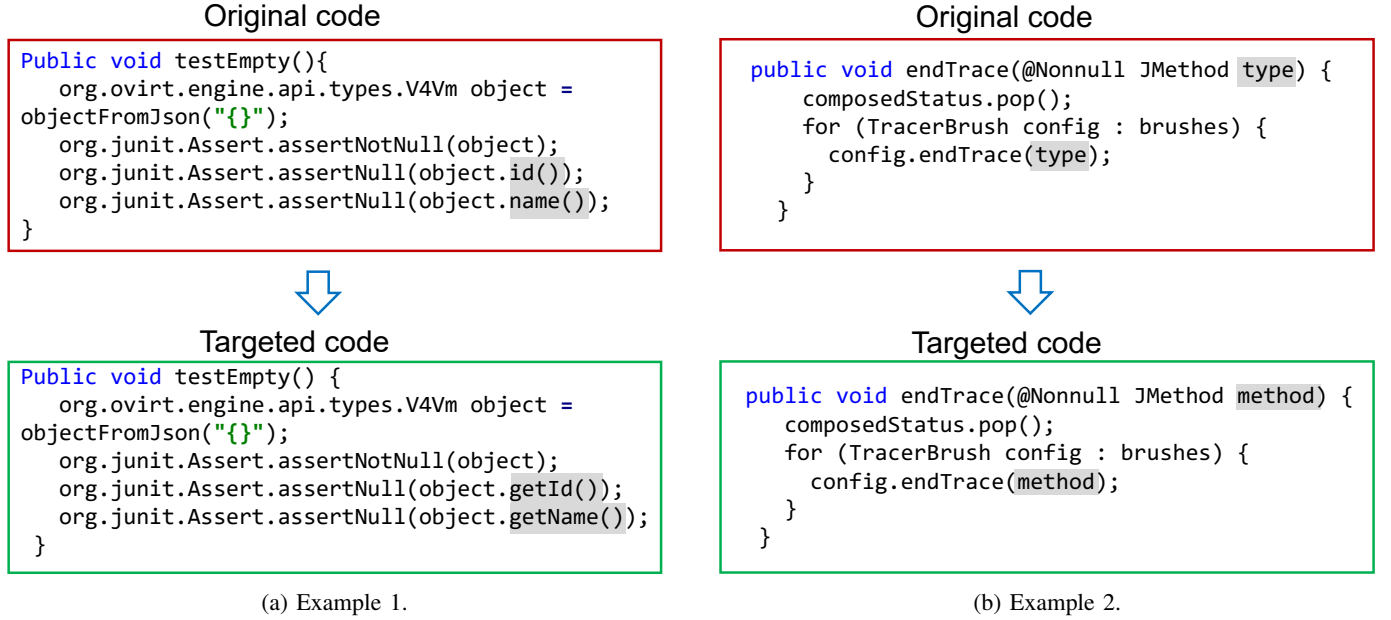 Original code
Public void testEmpty(){
org.ovirt.engine.api.types.V4Vm object =
objectFromJson("{}");
org.junit.Assert.assertNotNull(object);
org.junit.Assert.assertNull(object.id());
org.junit.Assert.assertNull(object.name());
}
Targeted code
Public void testEmpty() {
org.ovirt.engine.api.types.V4Vm object =
objectFromJson("{}");
org.junit.Assert.assertNotNull(object);
org.junit.Assert.assertNull(object.getId());
org.junit.Assert.assertNull(object.getName());
}
(a) Example 1.
Original code
public void endTrace(@Nonnull JMethod type) {
composedStatus.pop();
for (TracerBrush config : brushes) {
config.endTrace(type);
}
}
Targeted code
public void endTrace(@Nonnull JMethod method) {
composedStatus.pop();
for (TracerBrush config : brushes) {
config.endTrace(method);
}
}
(b) Example 2.